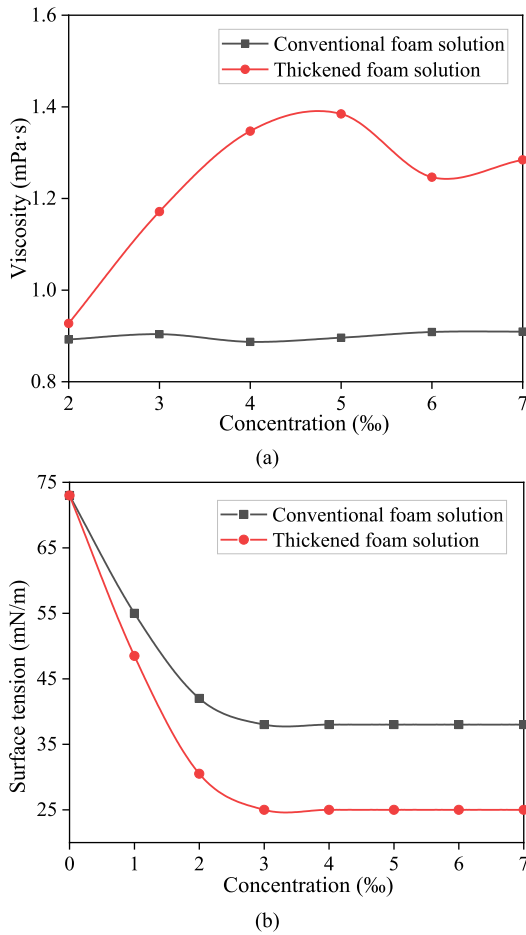 1.6
1.4
1.2
1.0
0.8
Viscosity (mPa·s)
Conventional foam solution
Thickened foam solution
2 3 4 5 6 7
Concentration (‰)
(a)
75
65
55
45
35
25
Surface tension (mN/m)
Conventional foam solution
Thickened foam solution
0 1 2 3 4 5 6 7
Concentration (‰)
(b)